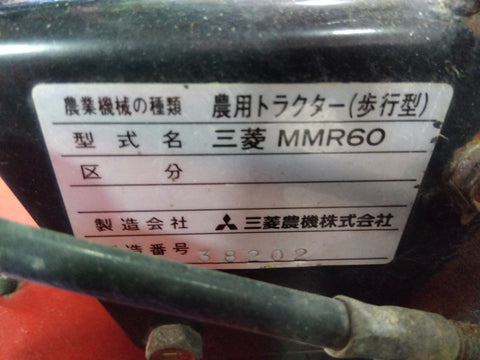 農業機械の種類 農用トラクター(歩行型)
型式名 三菱 MMR60
区分
製造会社 三菱農機株式会社
造番号 38202